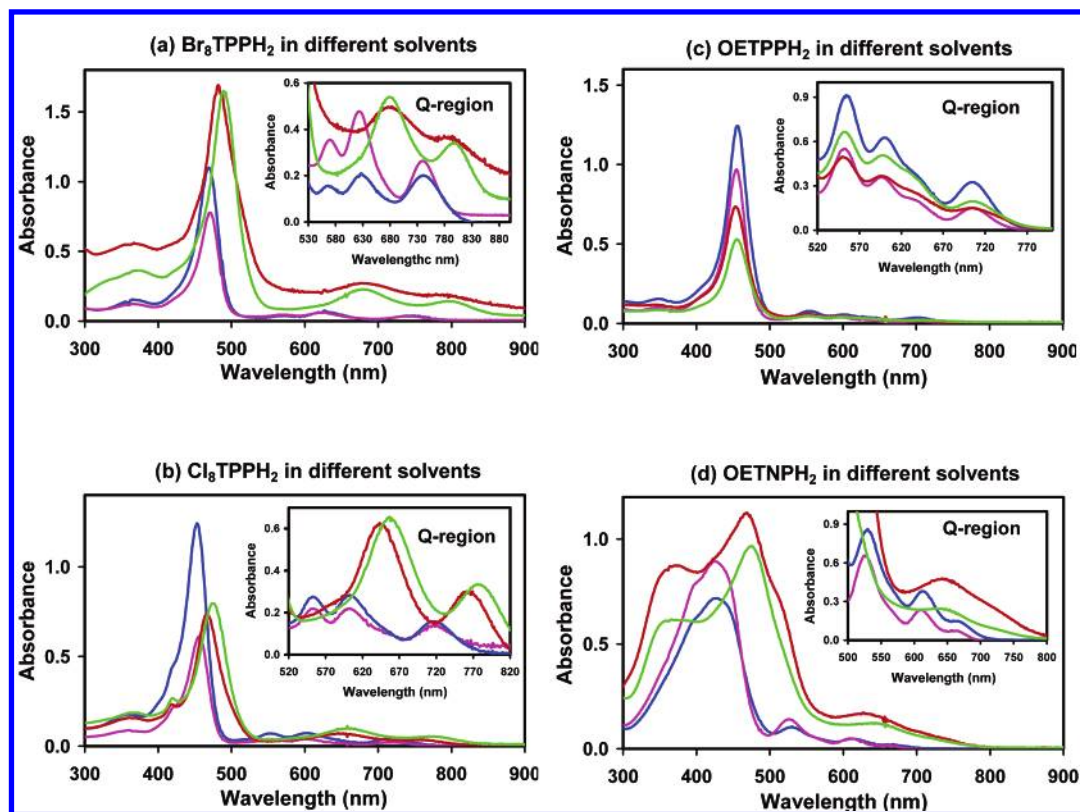 (a) Br₈TPPH₂ in different solvents
Absorbance
1.5
1.0
0.5
0.0
300 400 500 600 700 800 900
Wavelength (nm)
Q-region
Absorbance
0.6
0.4
0.2
0.0
530 580 630 680 730 780 830 880
Wavelengthc nm)
(c) OETPPH₂ in different solvents
Absorbance
1.5
1.0
0.5
0.0
300 400 500 600 700 800 900
Wavelength (nm)
Q-region
Absorbance
0.9
0.6
0.3
0.0
520 570 620 670 720 770
Wavelength (nm)
(b) Cl₈TPPH₂ in different solvents
Absorbance
1.0
0.5
0.0
300 400 500 600 700 800 900
Wavelength (nm)
Q-region
Absorbance
0.6
0.4
0.2
0.0
520 570 620 670 720 770 820
Wavelength (nm)
(d) OETNPH₂ in different solvents
Absorbance
1.0
0.5
0.0
300 400 500 600 700 800 900
Wavelength (nm)
Q-region
Absorbance
0.9
0.6
0.3
0.0
500 550 600 650 700 750 800
Wavelength (nm)